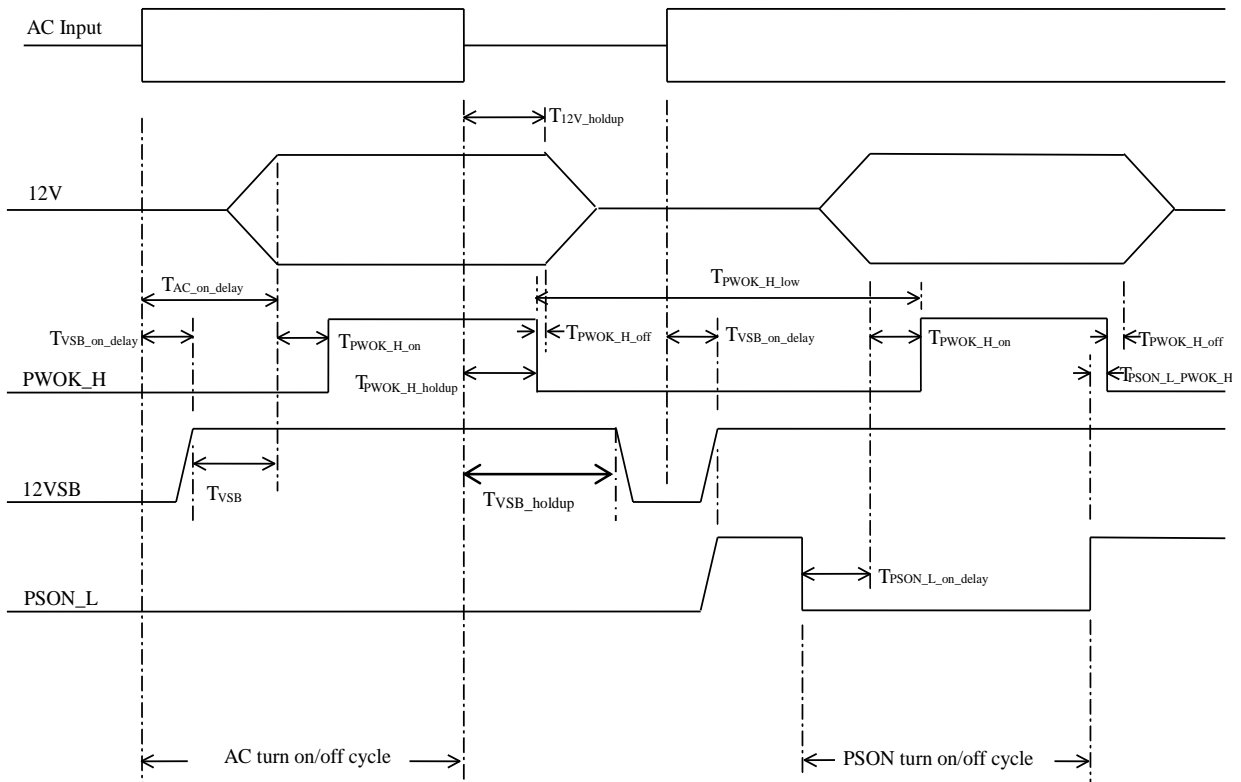 AC Input
T12V_holdup
12V
TAC_on_delay
TPWOK_H_low
TVSB_on_delay
TPWOK_H_on
TPWOK_H_off
TVSB_on_delay
TPWOK_H_on
TPWOK_H_off
PWOK_H
TPWOK_H_holdup
TPSON_L_PWOK_H
12VSB
TVSB
TVSB_holdup
TPSON_L_on_delay
PSON_L
AC turn on/off cycle
PSON turn on/off cycle